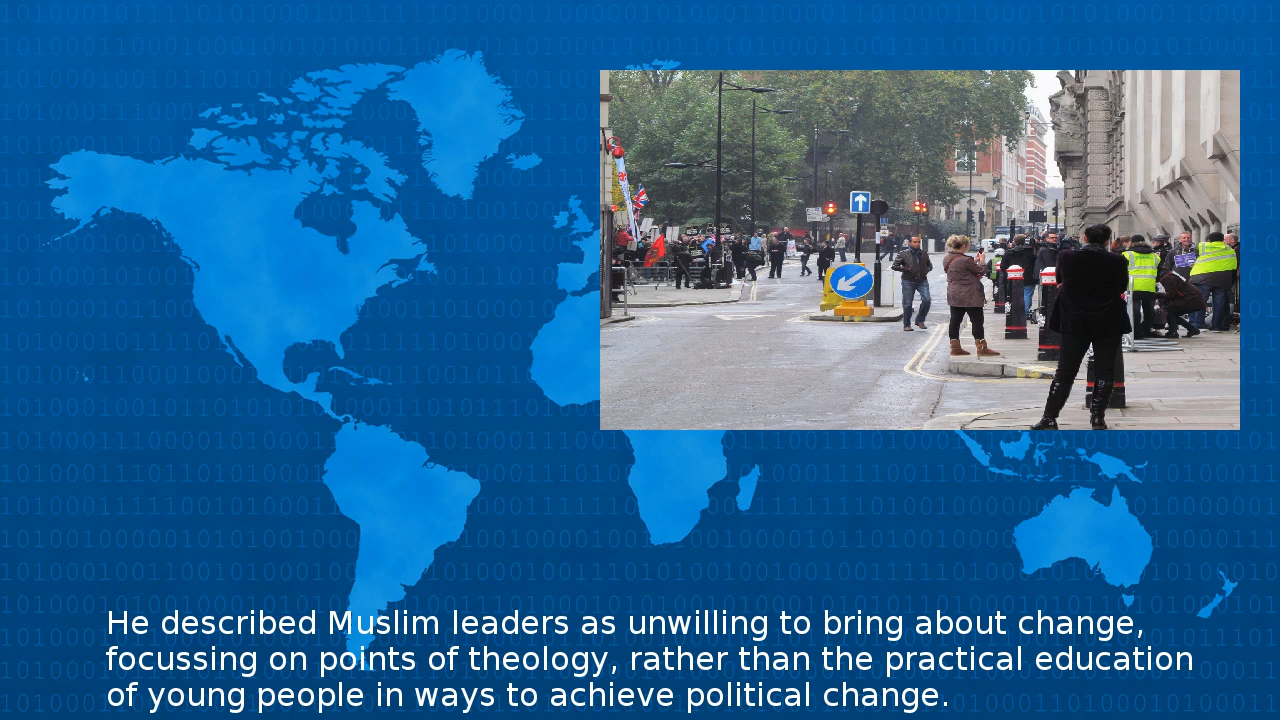 He described Muslim leaders as unwilling to bring about change,
focussing on points of theology, rather than the practical education
of young people in ways to achieve political change.